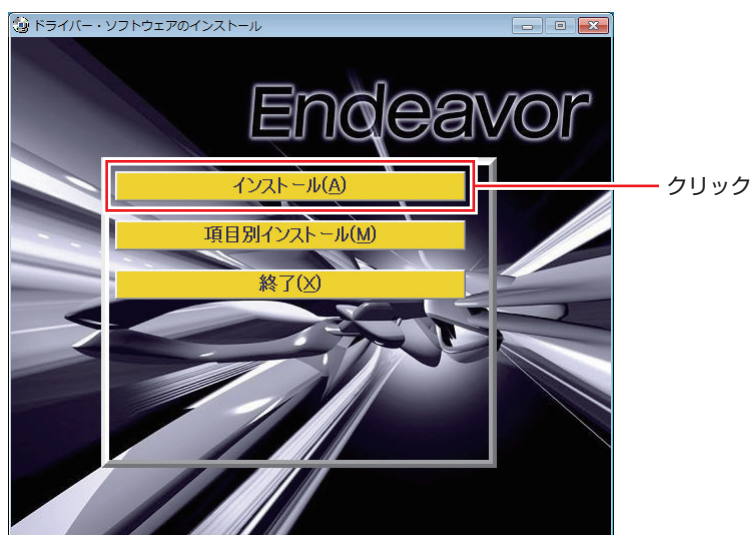 ドライバー・ソフトウェアのインストール
Endeavor
インストール(A)
クリック
項目別インストール(M)
終了(X)